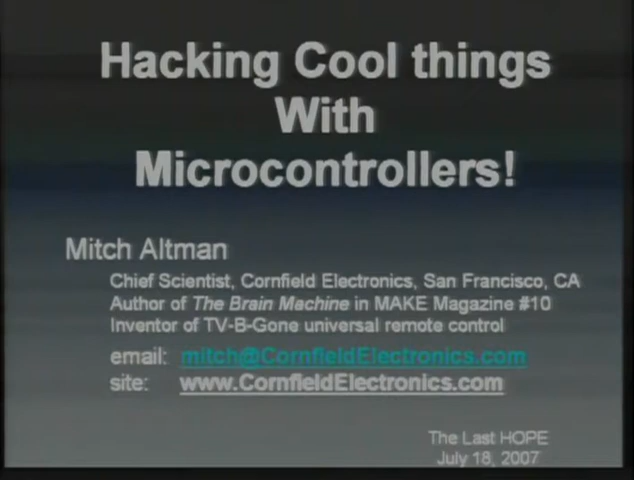 Hacking Cool things
With
Microcontrollers!
Mitch Altman
Chief Scientist, Cornfield Electronics, San Francisco, CA
Author of The Brain Machine in MAKE Magazine #10
Inventor of TV-B-Gone universal remote control
email: mitch@CornfieldElectronics.com
site: www.CornfieldElectronics.com
The Last HOPE
July 18, 2007